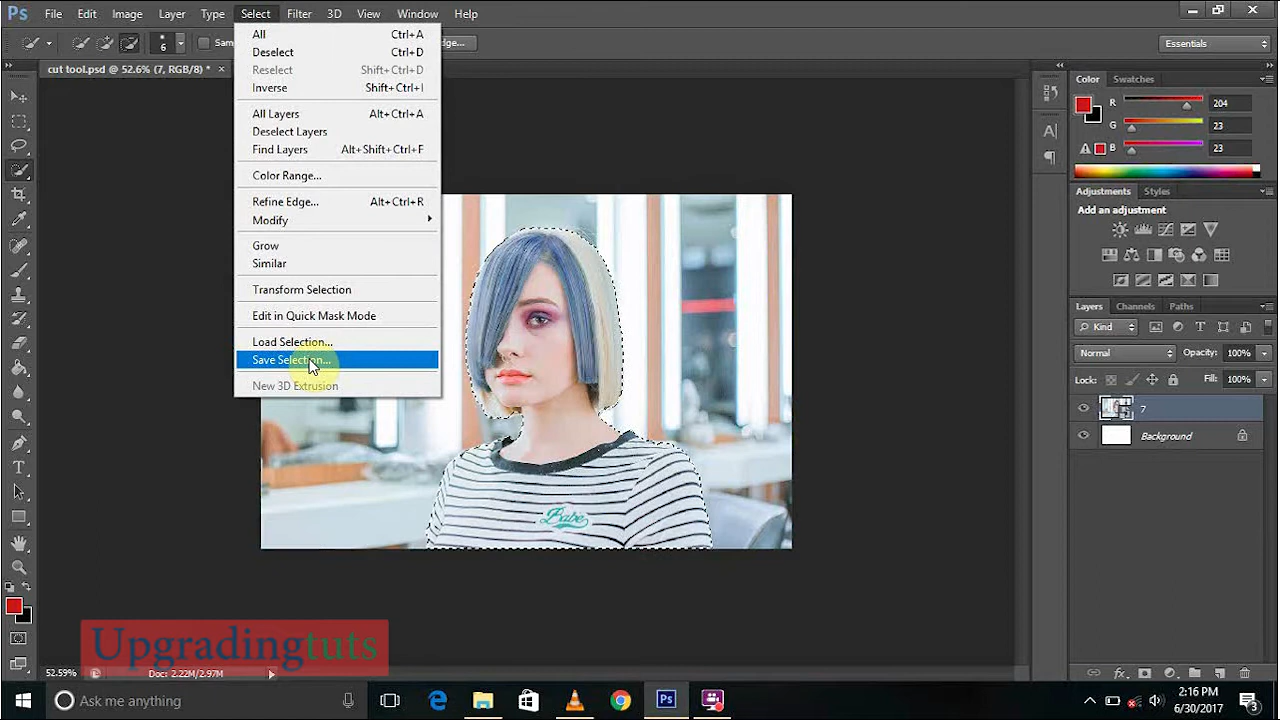 Ps File Edit Image Layer Type Select Filter 3D View Window Help
6 Sam dge...
Essentials
cut tool.psd @ 52.6% (7, RGB/8) * ×
All Ctrl+A
Deselect Ctrl+D
Reselect Shift+Ctrl+D
Inverse Shift+Ctrl+I
All Layers Alt+Ctrl+A
Deselect Layers
Find Layers Alt+Shift+Ctrl+F
Color Range...
Refine Edge... Alt+Ctrl+R
Modify
Grow
Similar
Transform Selection
Edit in Quick Mask Mode
Load Selection...
Save Selection...
New 3D Extrusion
Color Swatches
R 204
G 23
B 23
Adjustments Styles
Add an adjustment
Layers Channels Paths
Kind
Normal Opacity: 100%
Lock: Fill: 100%
7
Background
Babe
Upgradingtuts
52.59% Doc: 2.22M/2.97M
Ask me anything
2:16 PM
6/30/2017
3